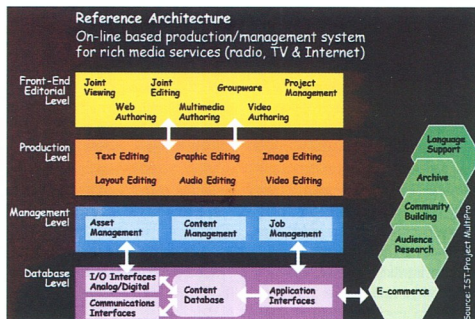 Reference Architecture
On-line based production/management system
for rich media services (radio, TV & Internet)
Front-End
Editorial
Level
Joint
Viewing
Joint
Editing
Groupware
Project
Management
Web
Authoring
Multimedia
Authoring
Video
Authoring
Production
Level
Text Editing
Graphic Editing
Image Editing
Layout Editing
Audio Editing
Video Editing
Management
Level
Asset
Management
Content
Management
Job
Management
Database
Level
I/O Interfaces
Analog/Digital
Communications
Interfaces
Content
Database
Application
Interfaces
Language
Support
Archive
Community
Building
Audience
Research
E-commerce
Source: IST-Project MultiPro